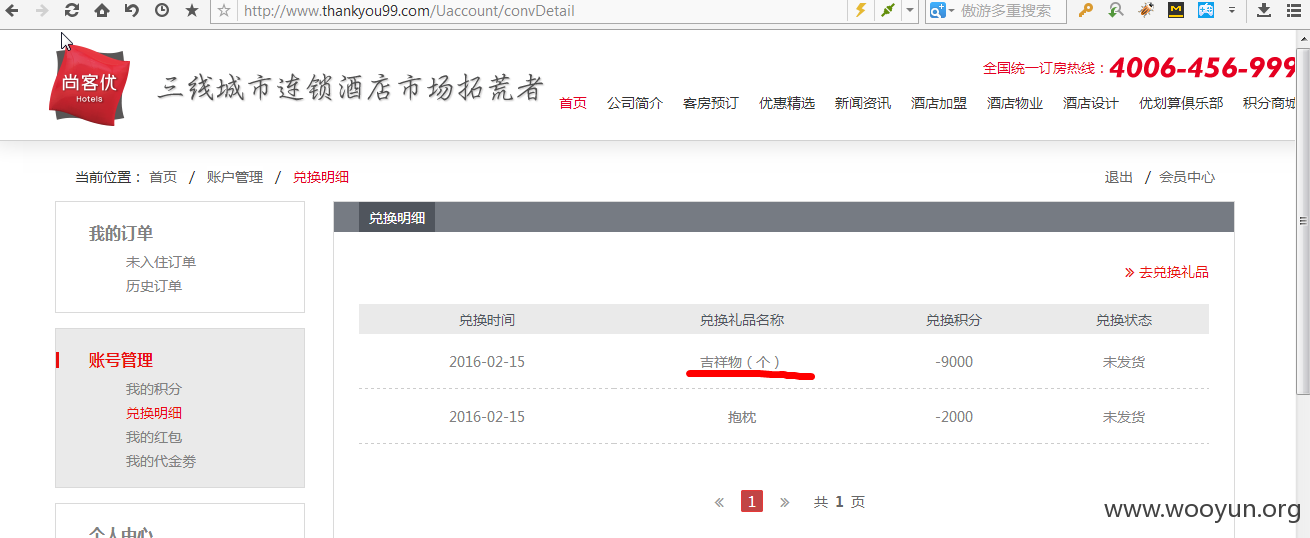 http://www.thankyou99.com/Uaccount/convDetail
傲游多重搜索
尚客优
Hotels
三线城市连锁酒店市场拓荒者
全国统一订房热线：4006-456-999
首页 公司简介 客房预订 优惠精选 新闻资讯 酒店加盟 酒店物业 酒店设计 优划算俱乐部 积分商城
当前位置： 首页 / 账户管理 / 兑换明细
退出 / 会员中心
我的订单
未入住订单
历史订单
账号管理
我的积分
兑换明细
我的红包
我的代金劵
个人中心
兑换明细
» 去兑换礼品
兑换时间 兑换礼品名称 兑换积分 兑换状态
2016-02-15 吉祥物（个） -9000 未发货
2016-02-15 抱枕 -2000 未发货
« 1 » 共 1 页
www.wooyun.org